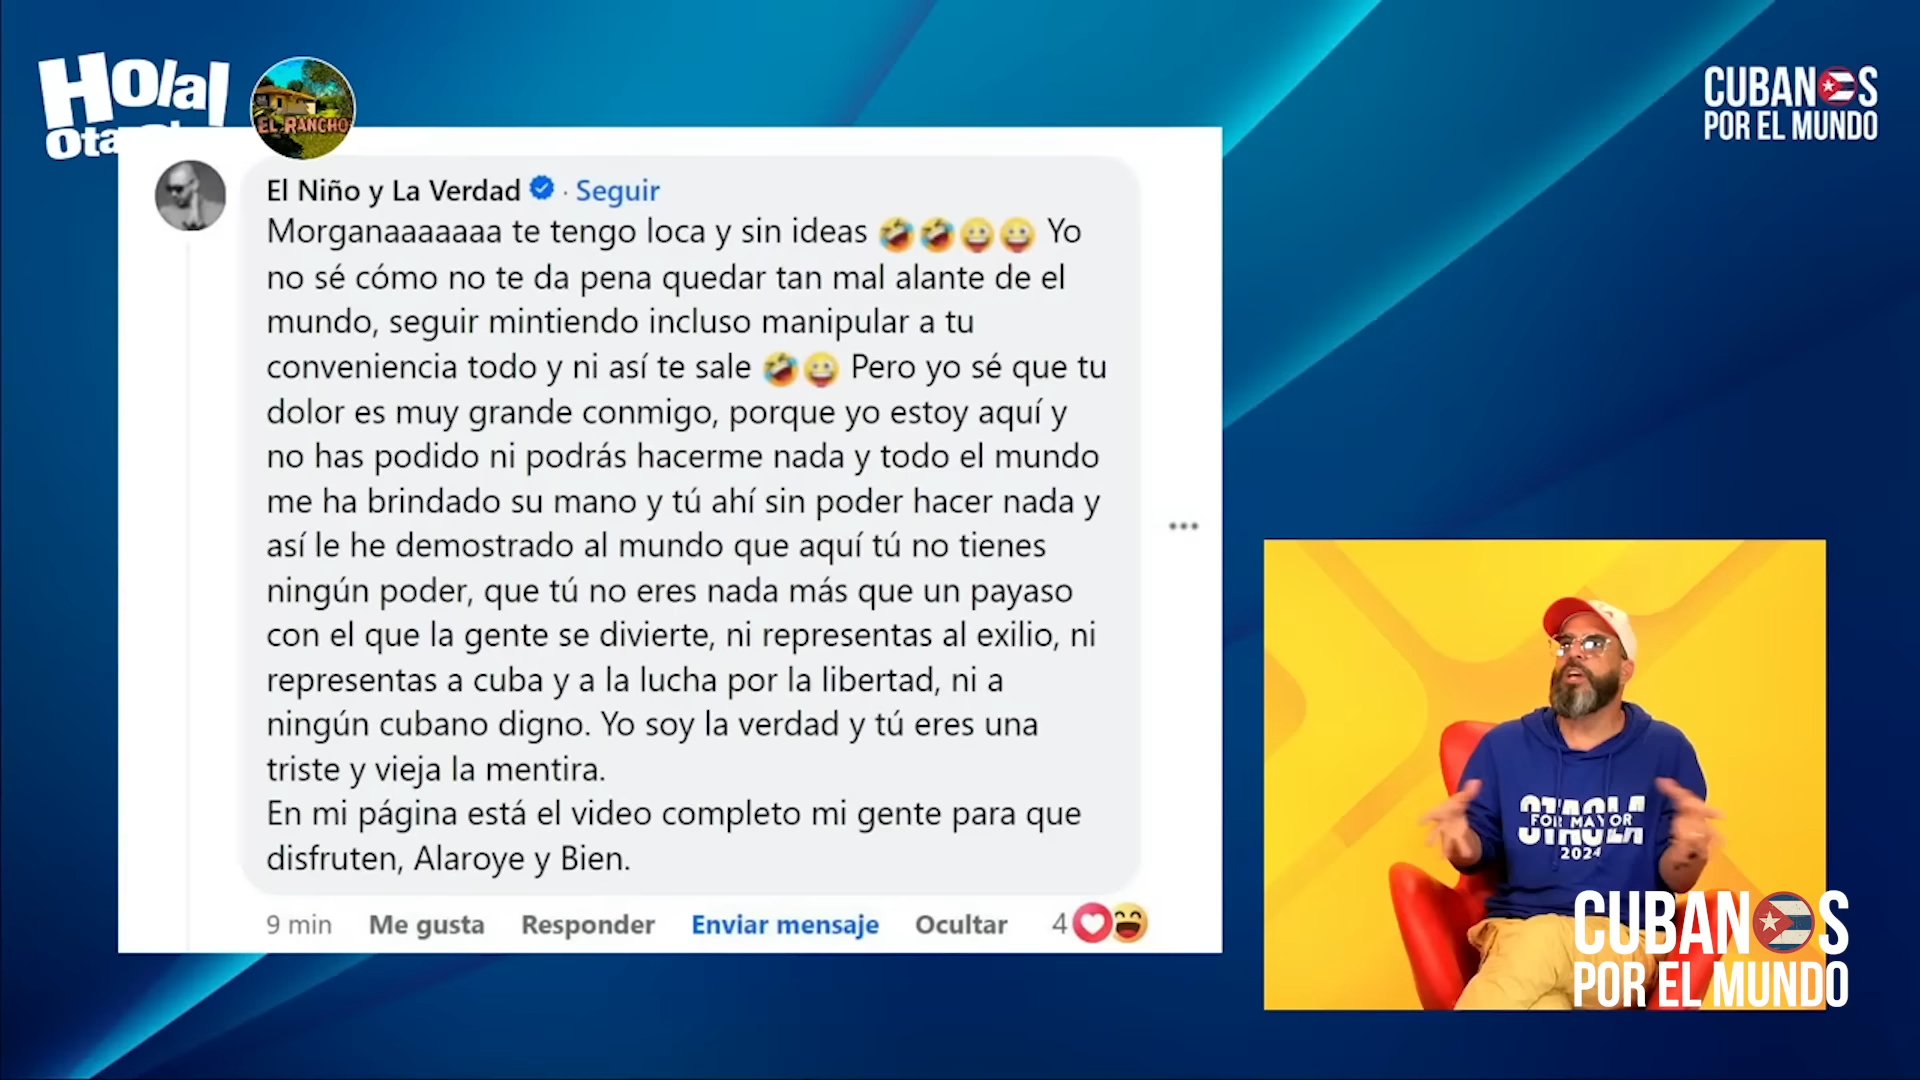 Hola!
Ota
EL RANCHO
CUBANOS
POR EL MUNDO
El Niño y La Verdad · Seguir
Morganaaaaaaa te tengo loca y sin ideas 🤣🤣😀😀 Yo
no sé cómo no te da pena quedar tan mal alante de el
mundo, seguir mintiendo incluso manipular a tu
conveniencia todo y ni así te sale 🤣😀 Pero yo sé que tu
dolor es muy grande conmigo, porque yo estoy aquí y
no has podido ni podrás hacerme nada y todo el mundo
me ha brindado su mano y tú ahí sin poder hacer nada y
así le he demostrado al mundo que aquí tú no tienes
ningún poder, que tú no eres nada más que un payaso
con el que la gente se divierte, ni representas al exilio, ni
representas a cuba y a la lucha por la libertad, ni a
ningún cubano digno. Yo soy la verdad y tú eres una
triste y vieja la mentira.
En mi página está el video completo mi gente para que
disfruten, Alaroye y Bien.
9 min Me gusta Responder Enviar mensaje Ocultar 4
OTAOLA
FOR MAYOR
2024
CUBANOS
POR EL MUNDO